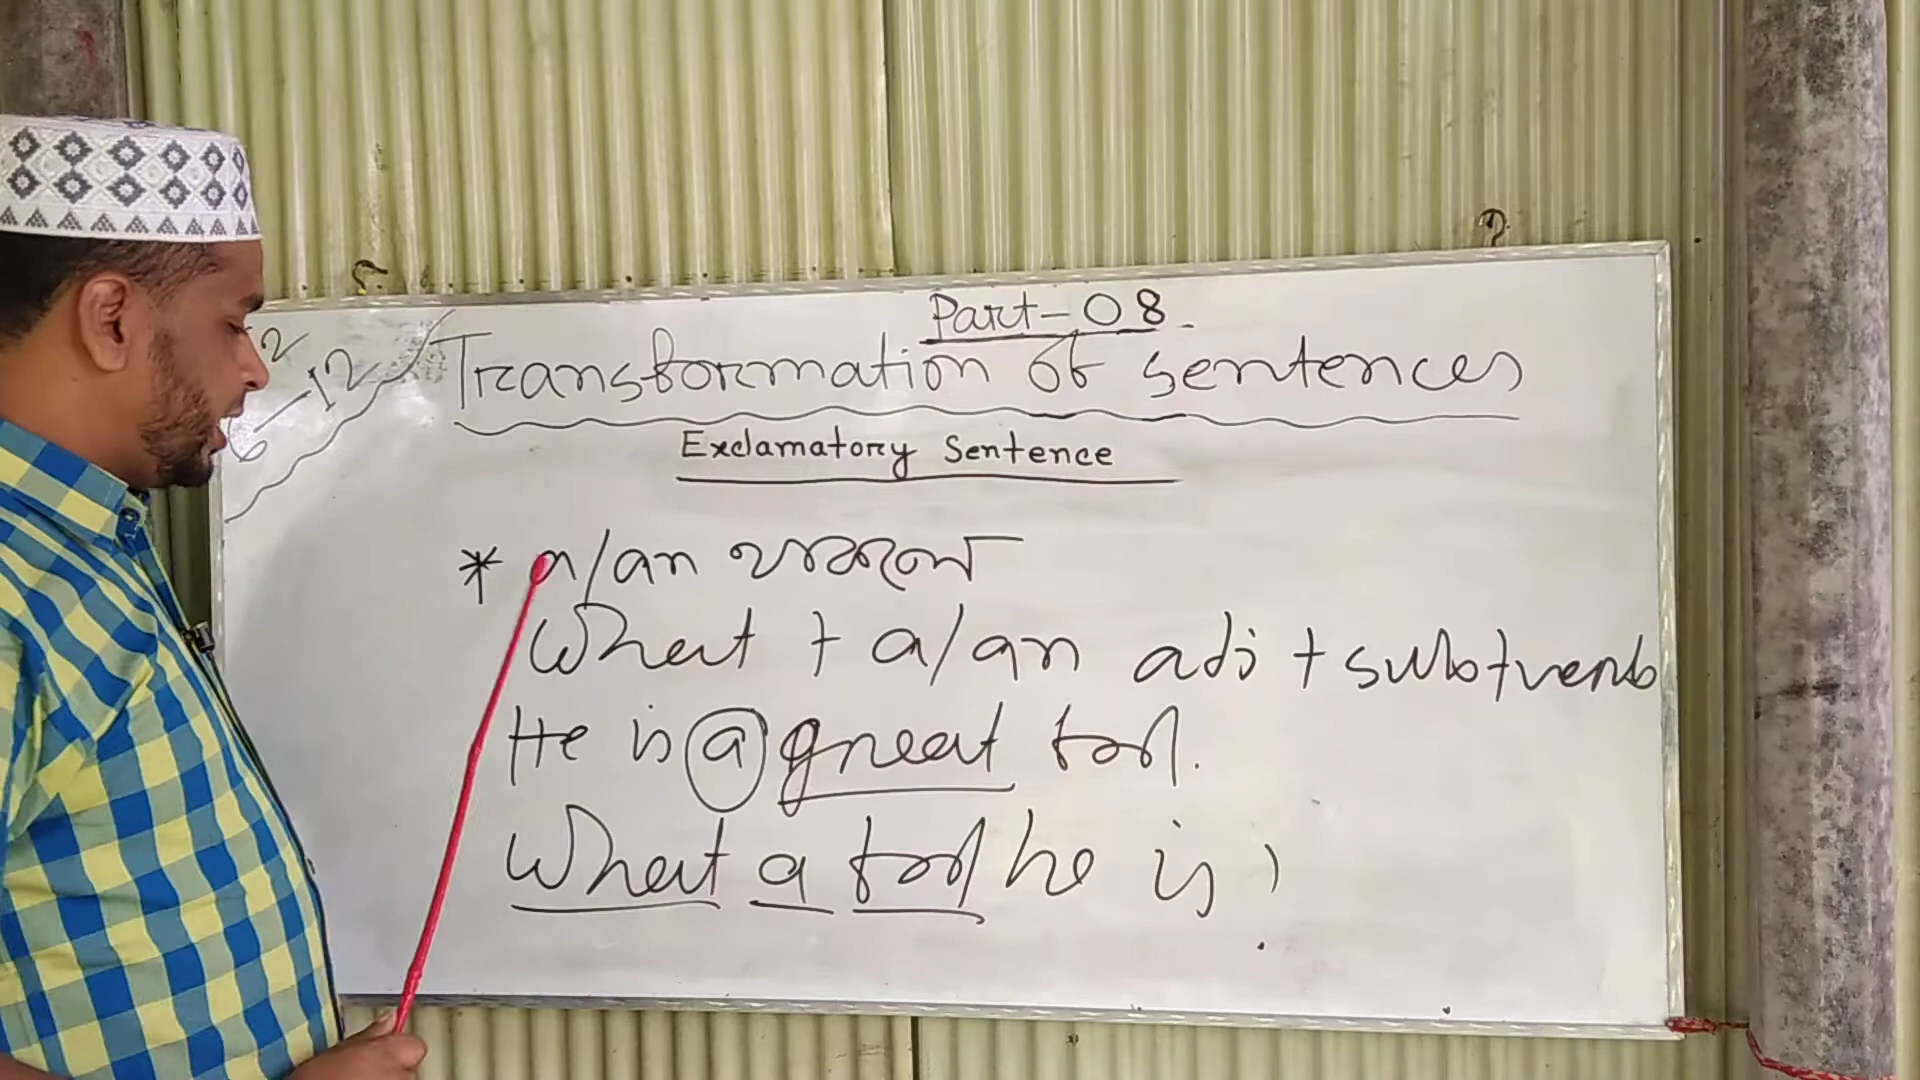 Part-08.
Transformation of sentences
6-12
Exclamatory Sentence
* a/an থাকলে
What + a/an adj + sub+verb
He is a great fool.
What a fool he is!